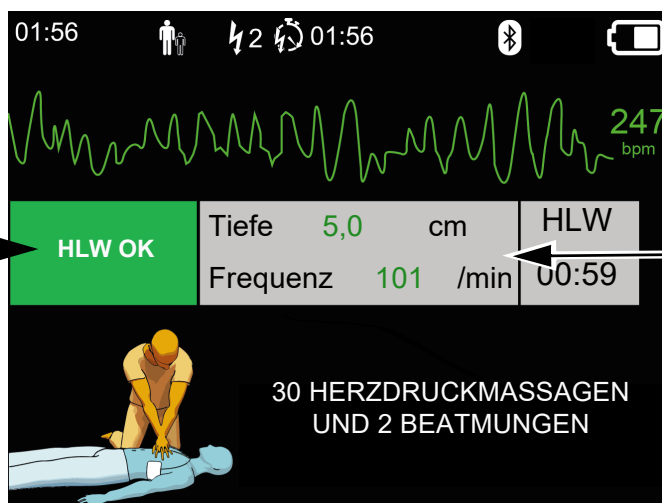 01:56 2 01:56
247
bpm
HLW OK
Tiefe 5,0 cm
Frequenz 101 /min
HLW
00:59
30 HERZDRUCKMASSAGEN
UND 2 BEATMUNGEN